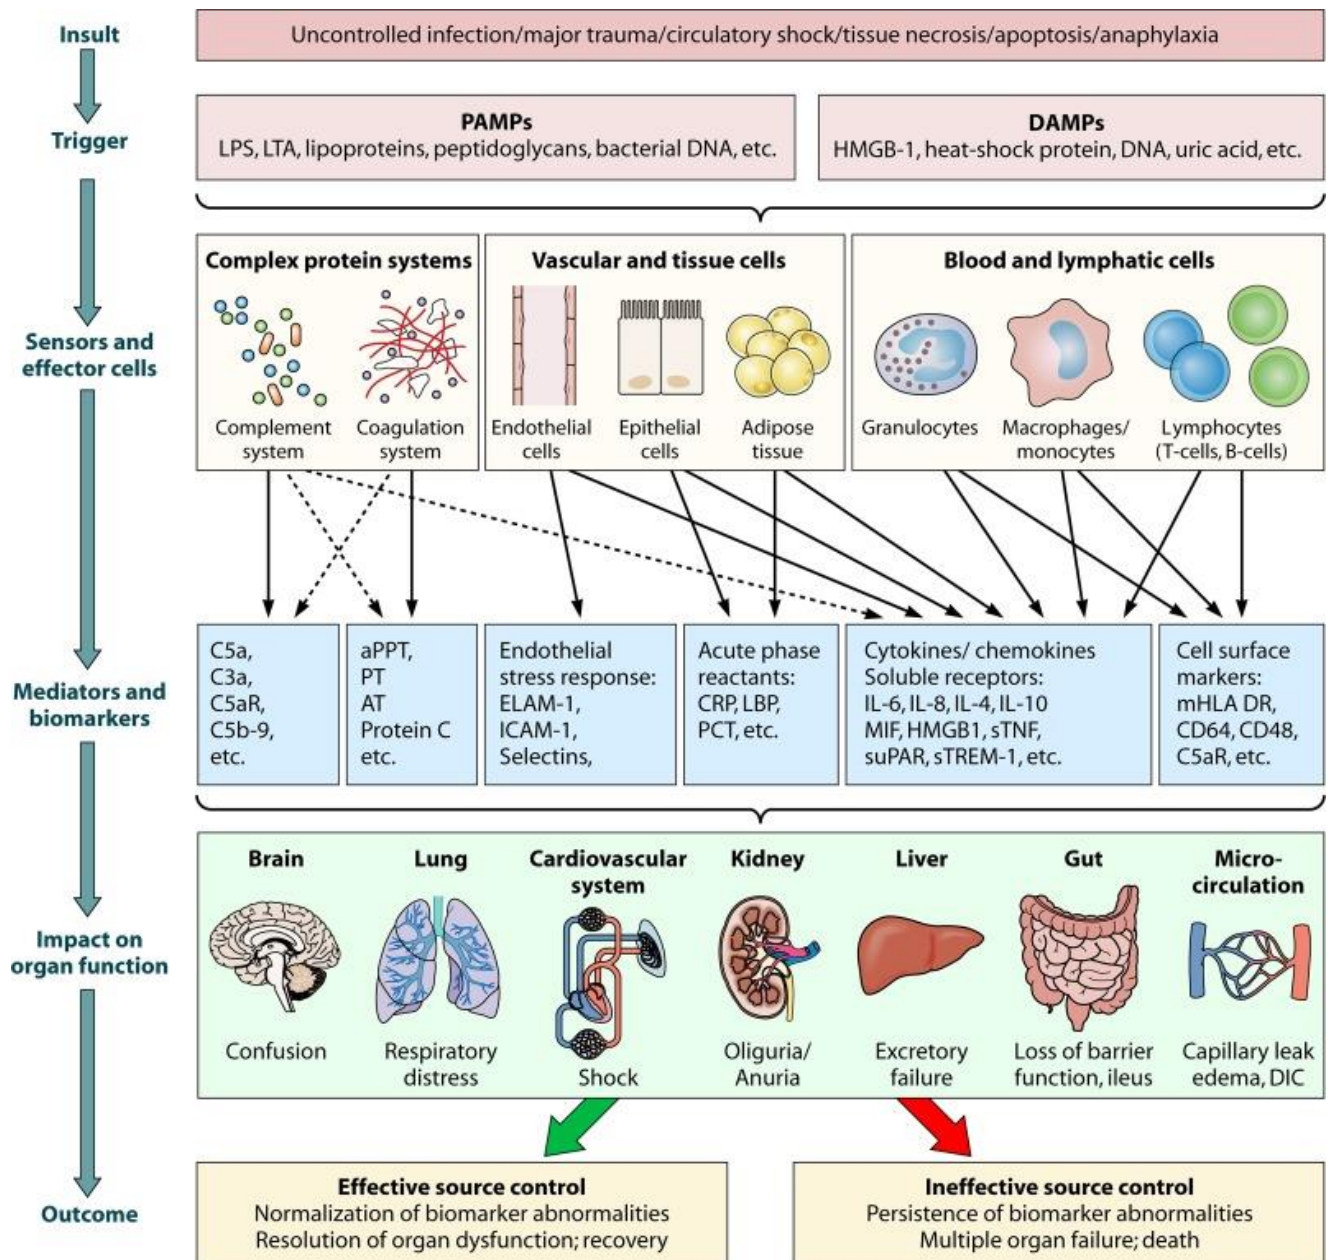 Insult
Uncontrolled infection/major trauma/circulatory shock/tissue necrosis/apoptosis/anaphylaxia
Trigger
PAMPs
LPS, LTA, lipoproteins, peptidoglycans, bacterial DNA, etc.
DAMPs
HMGB-1, heat-shock protein, DNA, uric acid, etc.
Sensors and
effector cells
Complex protein systems
Complement
system
Coagulation
system
Vascular and tissue cells
Endothelial
cells
Epithelial
cells
Adipose
tissue
Blood and lymphatic cells
Granulocytes
Macrophages/
monocytes
Lymphocytes
(T-cells, B-cells)
Mediators and
biomarkers
C5a,
C3a,
C5aR,
C5b-9,
etc.
aPPT,
PT
AT
Protein C
etc.
Endothelial
stress response:
ELAM-1,
ICAM-1,
Selectins,
Acute phase
reactants:
CRP, LBP,
PCT, etc.
Cytokines/ chemokines
Soluble receptors:
IL-6, IL-8, IL-4, IL-10
MIF, HMGB1, sTNF,
suPAR, sTREM-1, etc.
Cell surface
markers:
mHLA DR,
CD64, CD48,
C5aR, etc.
Impact on
organ function
Brain
Confusion
Lung
Respiratory
distress
Cardiovascular
system
Shock
Kidney
Oliguria/
Anuria
Liver
Excretory
failure
Gut
Loss of barrier
function, ileus
Micro-
circulation
Capillary leak
edema, DIC
Outcome
Effective source control
Normalization of biomarker abnormalities
Resolution of organ dysfunction; recovery
Ineffective source control
Persistence of biomarker abnormalities
Multiple organ failure; death